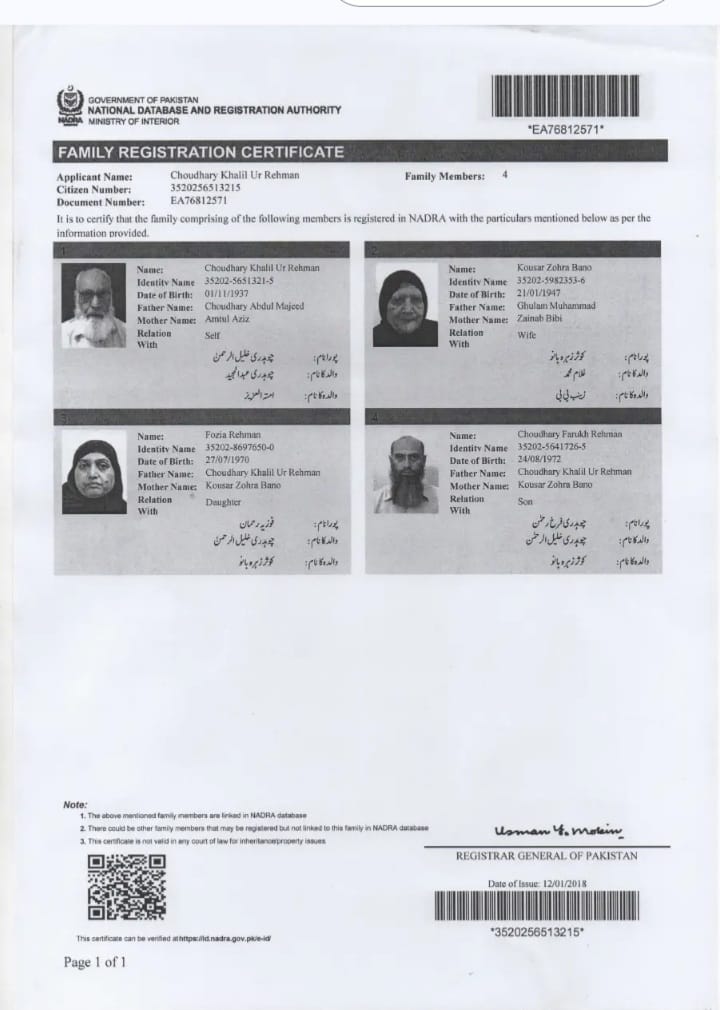 GOVERNMENT OF PAKISTAN
NATIONAL DATABASE AND REGISTRATION AUTHORITY
NADRA MINISTRY OF INTERIOR
*EA76812571*
FAMILY REGISTRATION CERTIFICATE
Applicant Name: Choudhary Khalil Ur Rehman Family Members: 4
Citizen Number: 3520256513215
Document Number: EA76812571
It is to certify that the family comprising of the following members is registered in NADRA with the particulars mentioned below as per the
information provided.
1
Name: Choudhary Khalil Ur Rehman
Identity Name 35202-5651321-5
Date of Birth: 01/11/1937
Father Name: Choudhary Abdul Majeed
Mother Name: Amtul Aziz
Relation Self
With
پورا نام: چوہدری خلیل الرحمن
والد کا نام: چوہدری عبدالمجید
والدہ کا نام: امتہ العزیز
2
Name: Kousar Zohra Bano
Identity Name 35202-5982353-6
Date of Birth: 21/01/1947
Father Name: Ghulam Muhammad
Mother Name: Zainab Bibi
Relation Wife
With
پورا نام: کوثر زہرہ بانو
والد کا نام: غلام محمد
والدہ کا نام: زینب بی بی
3
Name: Fozia Rehman
Identity Name 35202-8697650-0
Date of Birth: 27/07/1970
Father Name: Choudhary Khalil Ur Rehman
Mother Name: Kousar Zohra Bano
Relation Daughter
With
پورا نام: فوزیہ رحمان
والد کا نام: چوہدری خلیل الرحمن
والدہ کا نام: کوثر زہرہ بانو
4
Name: Choudhary Farukh Rehman
Identity Name 35202-5641726-5
Date of Birth: 24/08/1972
Father Name: Choudhary Khalil Ur Rehman
Mother Name: Kousar Zohra Bano
Relation Son
With
پورا نام: چوہدری فرخ رحمٰن
والد کا نام: چوہدری خلیل الرحمٰن
والدہ کا نام: کوثر زہرہ بانو
Note:
1. The above mentioned family members are linked in NADRA database
2. There could be other family members that may be registered but not linked to this family in NADRA database
3. This certificate is not valid in any court of law for inheritance/property issues
Usman Y. Mobin
REGISTRAR GENERAL OF PAKISTAN
Date of Issue: 12/01/2018
*3520256513215*
This certificate can be verified at https://id.nadra.gov.pk/e-id/
Page 1 of 1